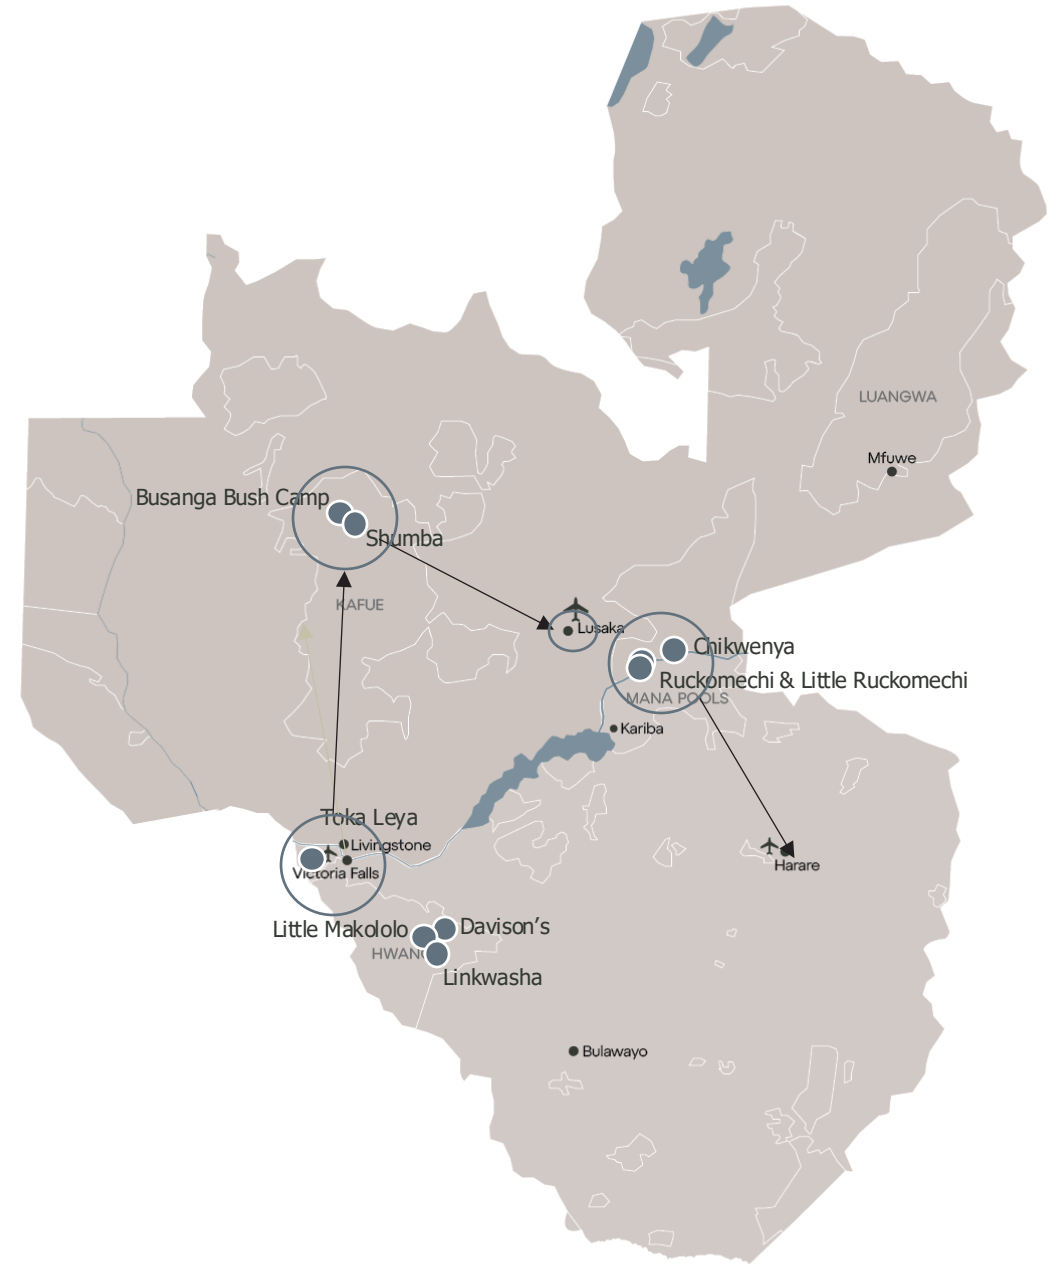 LUANGWA
Mfuwe
Busanga Bush Camp
Shumba
KAFUE
Lusaka
Chikwenya
Ruckomechi & Little Ruckomechi
MANA POOLS
Kariba
Toka Leya
Livingstone
Victoria Falls
Harare
Little Makololo
Davison’s
HWAN
Linkwasha
Bulawayo